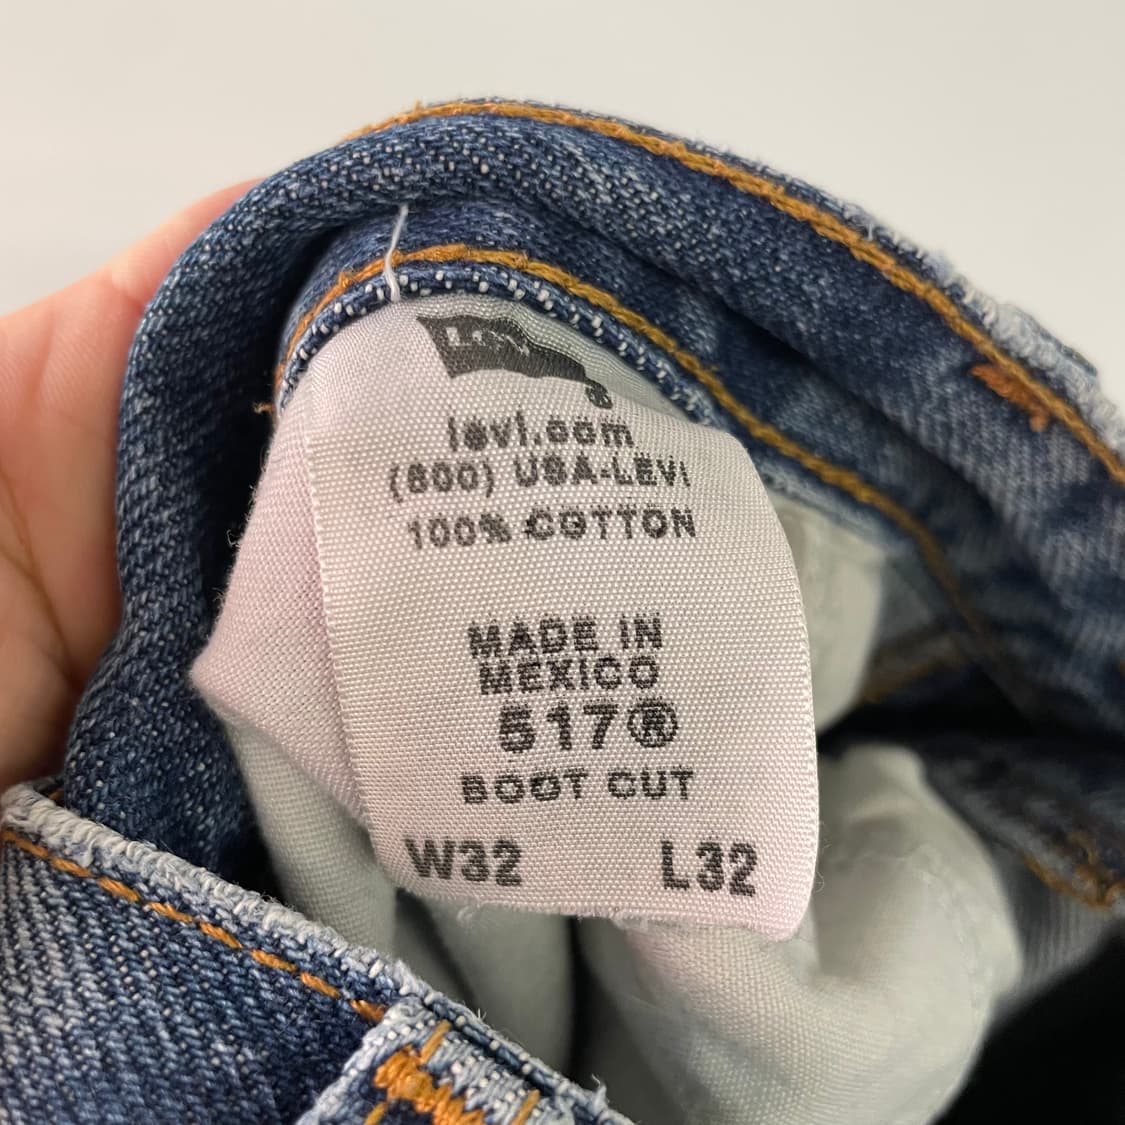 levi.com
(800) USA-LEVI
100% COTTON
MADE IN
MEXICO
517®
BOOT CUT
W32 L32